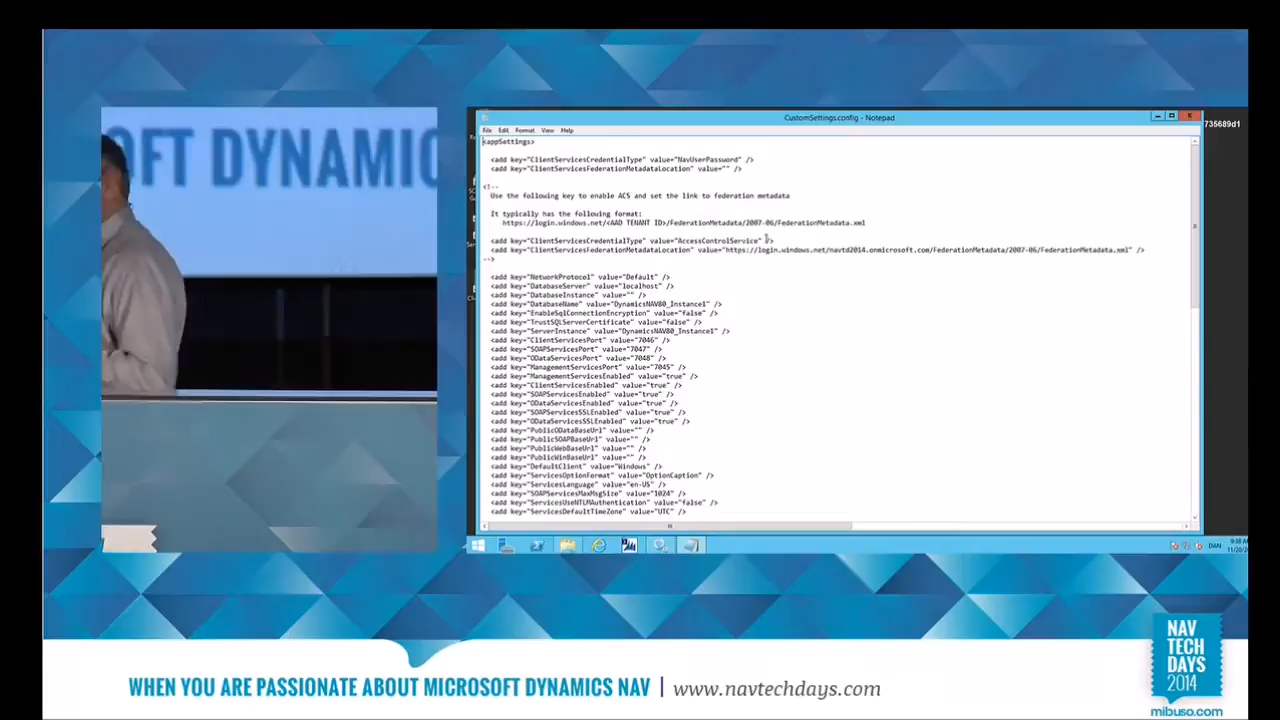 FT DYNAMIC
CustomSettings.config - Notepad
735689d1
File Edit Format View Help
<appSettings>
<add key="ClientServicesCredentialType" value="NavUserPassword" />
<add key="ClientServicesFederationMetadataLocation" value="" />
<!--
Use the following key to enable ACS and set the link to federation metadata
It typically has the following format:
https://login.windows.net/<AAD TENANT ID>/FederationMetadata/2007-06/FederationMetadata.xml
<add key="ClientServicesCredentialType" value="AccessControlService" />
<add key="ClientServicesFederationMetadataLocation" value="https://login.windows.net/navtd2014.onmicrosoft.com/FederationMetadata/2007-06/FederationMetadata.xml" />
-->
<add key="NetworkProtocol" value="Default" />
<add key="DatabaseServer" value="localhost" />
<add key="DatabaseInstance" value="" />
<add key="DatabaseName" value="DynamicsNAV80_Instance1" />
<add key="EnableSqlConnectionEncryption" value="false" />
<add key="TrustSQLServerCertificate" value="false" />
<add key="ServerInstance" value="DynamicsNAV80_Instance1" />
<add key="ClientServicesPort" value="7046" />
<add key="SOAPServicesPort" value="7047" />
<add key="ODataServicesPort" value="7048" />
<add key="ManagementServicesPort" value="7045" />
<add key="ManagementServicesEnabled" value="true" />
<add key="ClientServicesEnabled" value="true" />
<add key="SOAPServicesEnabled" value="true" />
<add key="ODataServicesEnabled" value="true" />
<add key="SOAPServicesSSLEnabled" value="true" />
<add key="ODataServicesSSLEnabled" value="true" />
<add key="PublicODataBaseUrl" value="" />
<add key="PublicSOAPBaseUrl" value="" />
<add key="PublicWebBaseUrl" value="" />
<add key="PublicWinBaseUrl" value="" />
<add key="DefaultClient" value="Windows" />
<add key="ServicesOptionFormat" value="OptionCaption" />
<add key="ServicesLanguage" value="en-US" />
<add key="SOAPServicesMaxMsgSize" value="1024" />
<add key="ServicesUseNTLMAuthentication" value="false" />
<add key="ServicesDefaultTimeZone" value="UTC" />
DAN
9:38 A
11/20/2
NAV
TECH
DAYS
2014
mibuso.com
WHEN YOU ARE PASSIONATE ABOUT MICROSOFT DYNAMICS NAV | www.navtechdays.com